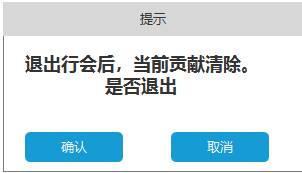 提示
退出行会后，当前贡献清除。
是否退出
确认
取消